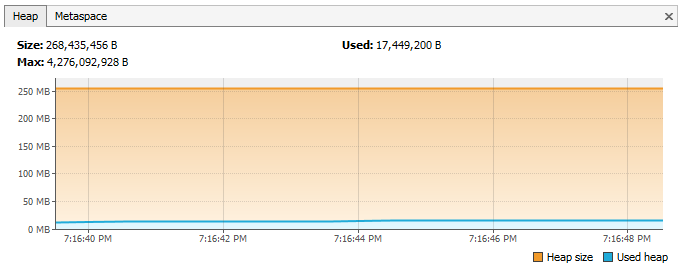 Heap Metaspace
Size: 268,435,456 B Used: 17,449,200 B
Max: 4,276,092,928 B
250 MB
200 MB
150 MB
100 MB
50 MB
0 MB
7:16:40 PM 7:16:42 PM 7:16:44 PM 7:16:46 PM 7:16:48 PM
Heap size Used heap